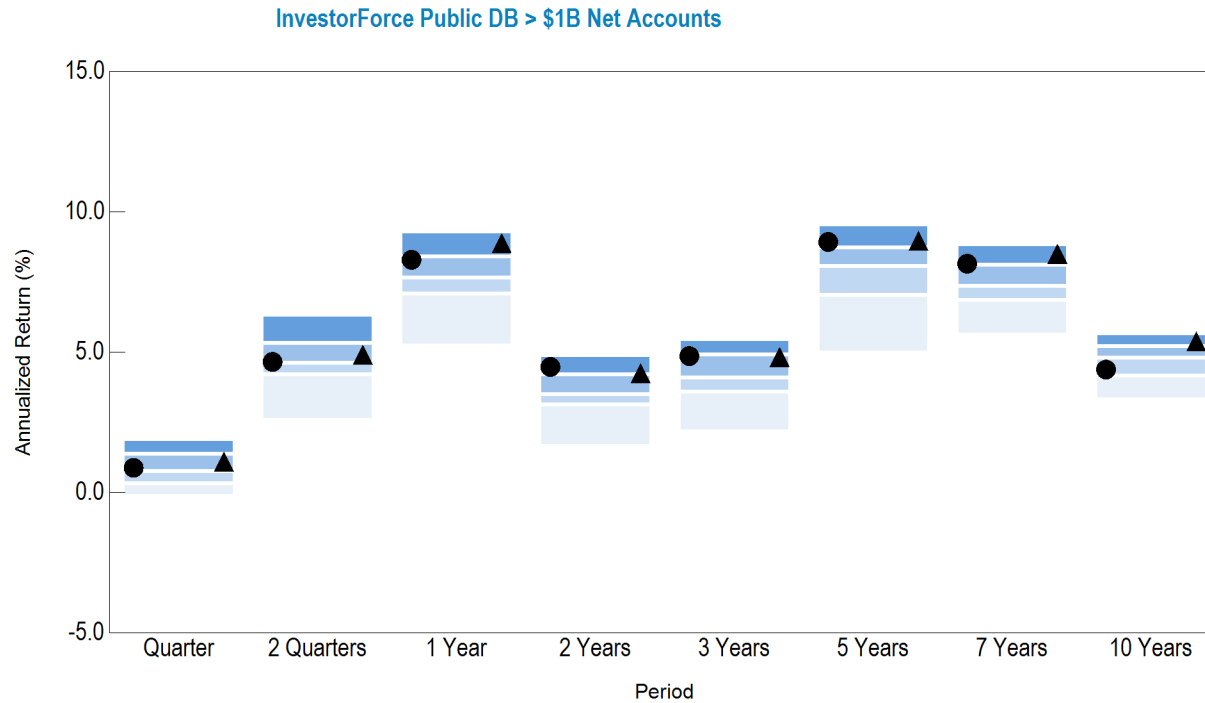 InvestorForce Public DB > $1B Net Accounts
15.0
10.0
5.0
0.0
-5.0
Annualized Return (%)
Quarter 2 Quarters 1 Year 2 Years 3 Years 5 Years 7 Years 10 Years
Period